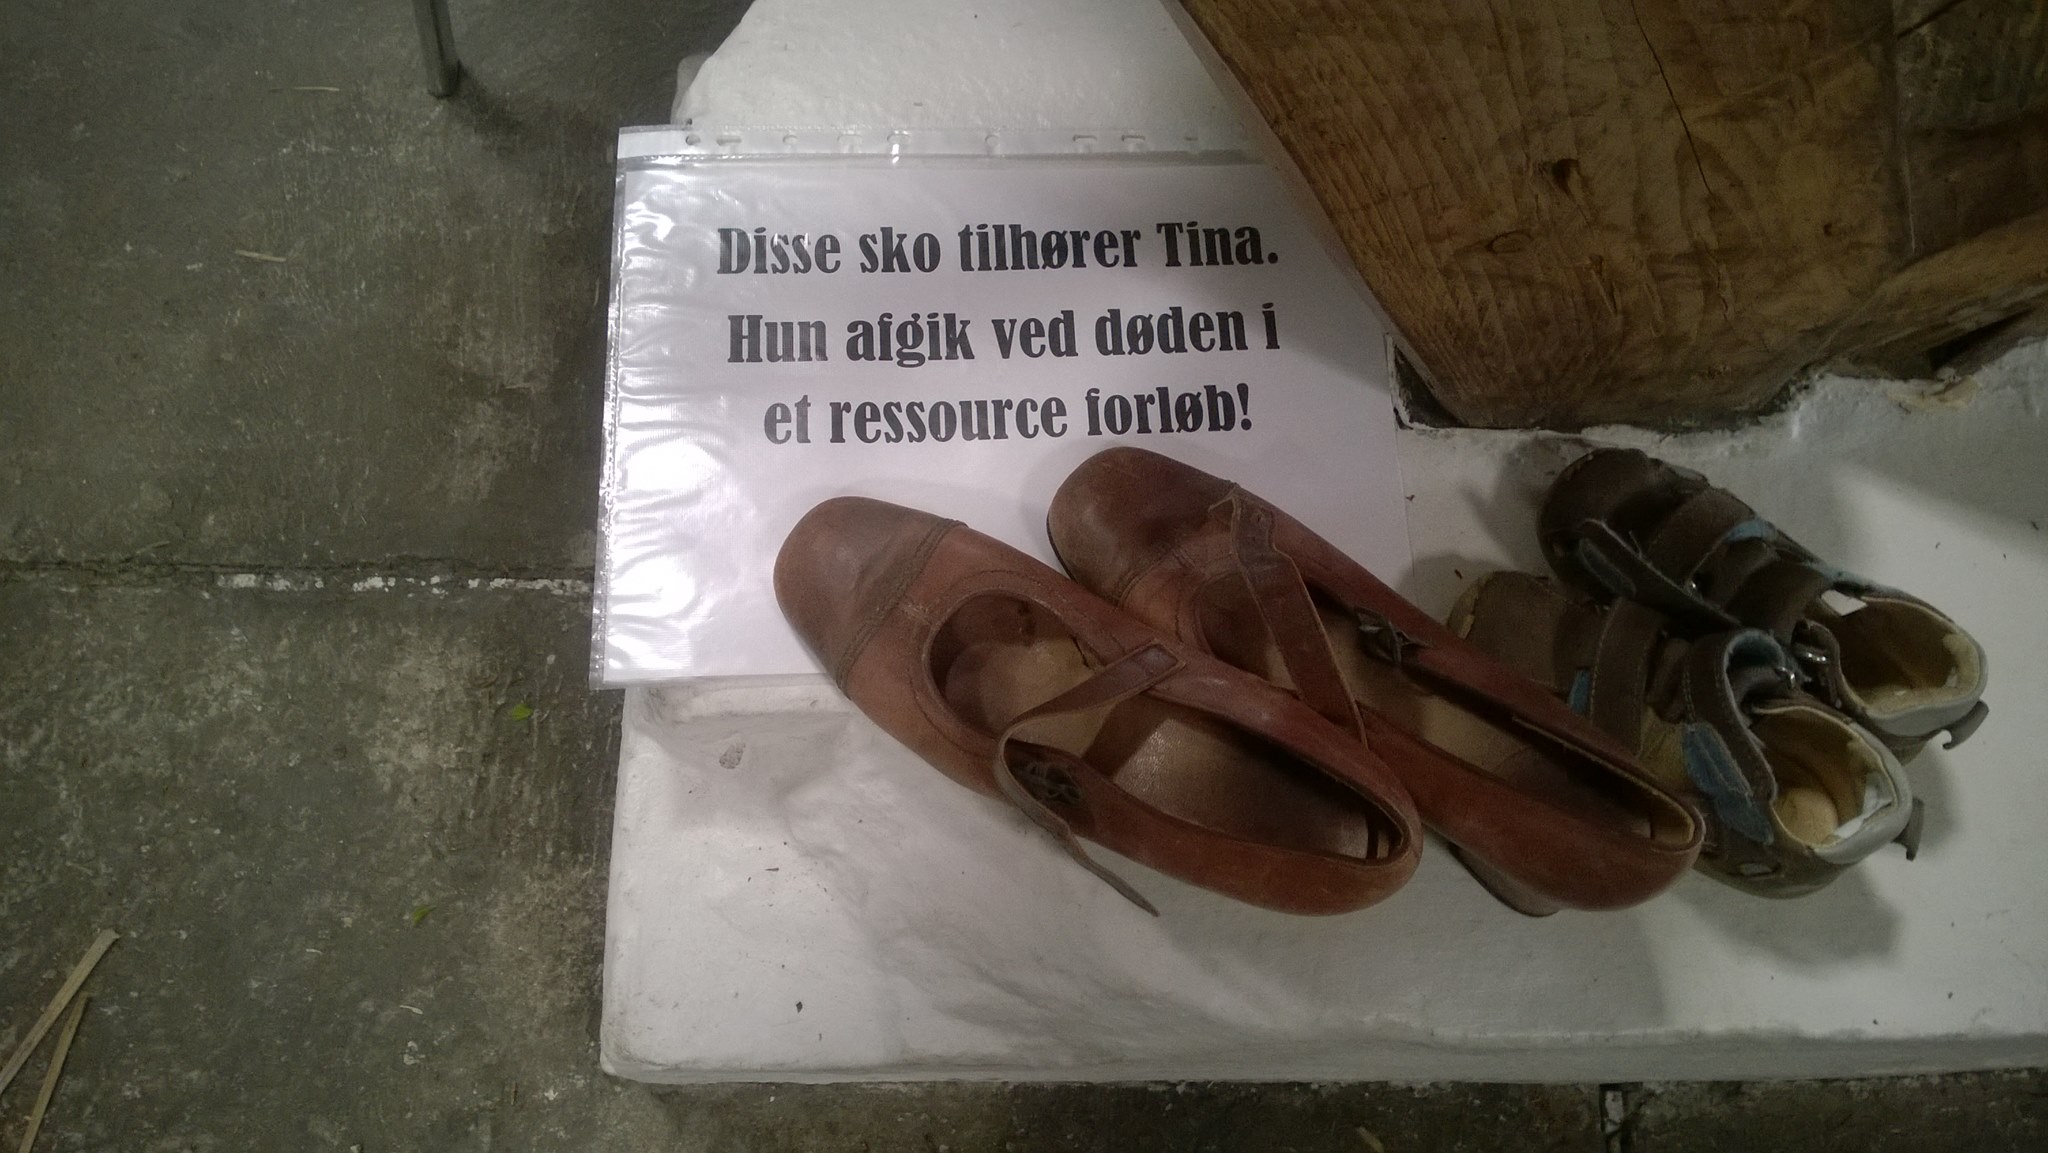 Disse sko tilhører Tina.
Hun afgik ved døden i
et ressource forløb!